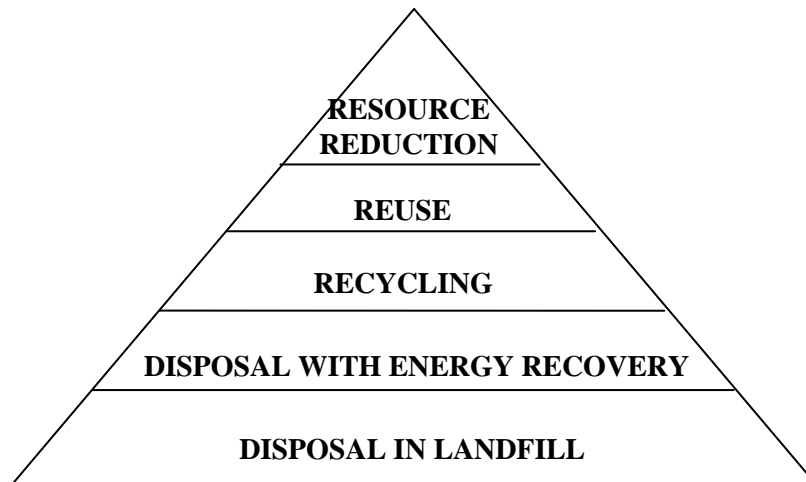 RESOURCE
REDUCTION
REUSE
RECYCLING
DISPOSAL WITH ENERGY RECOVERY
DISPOSAL IN LANDFILL